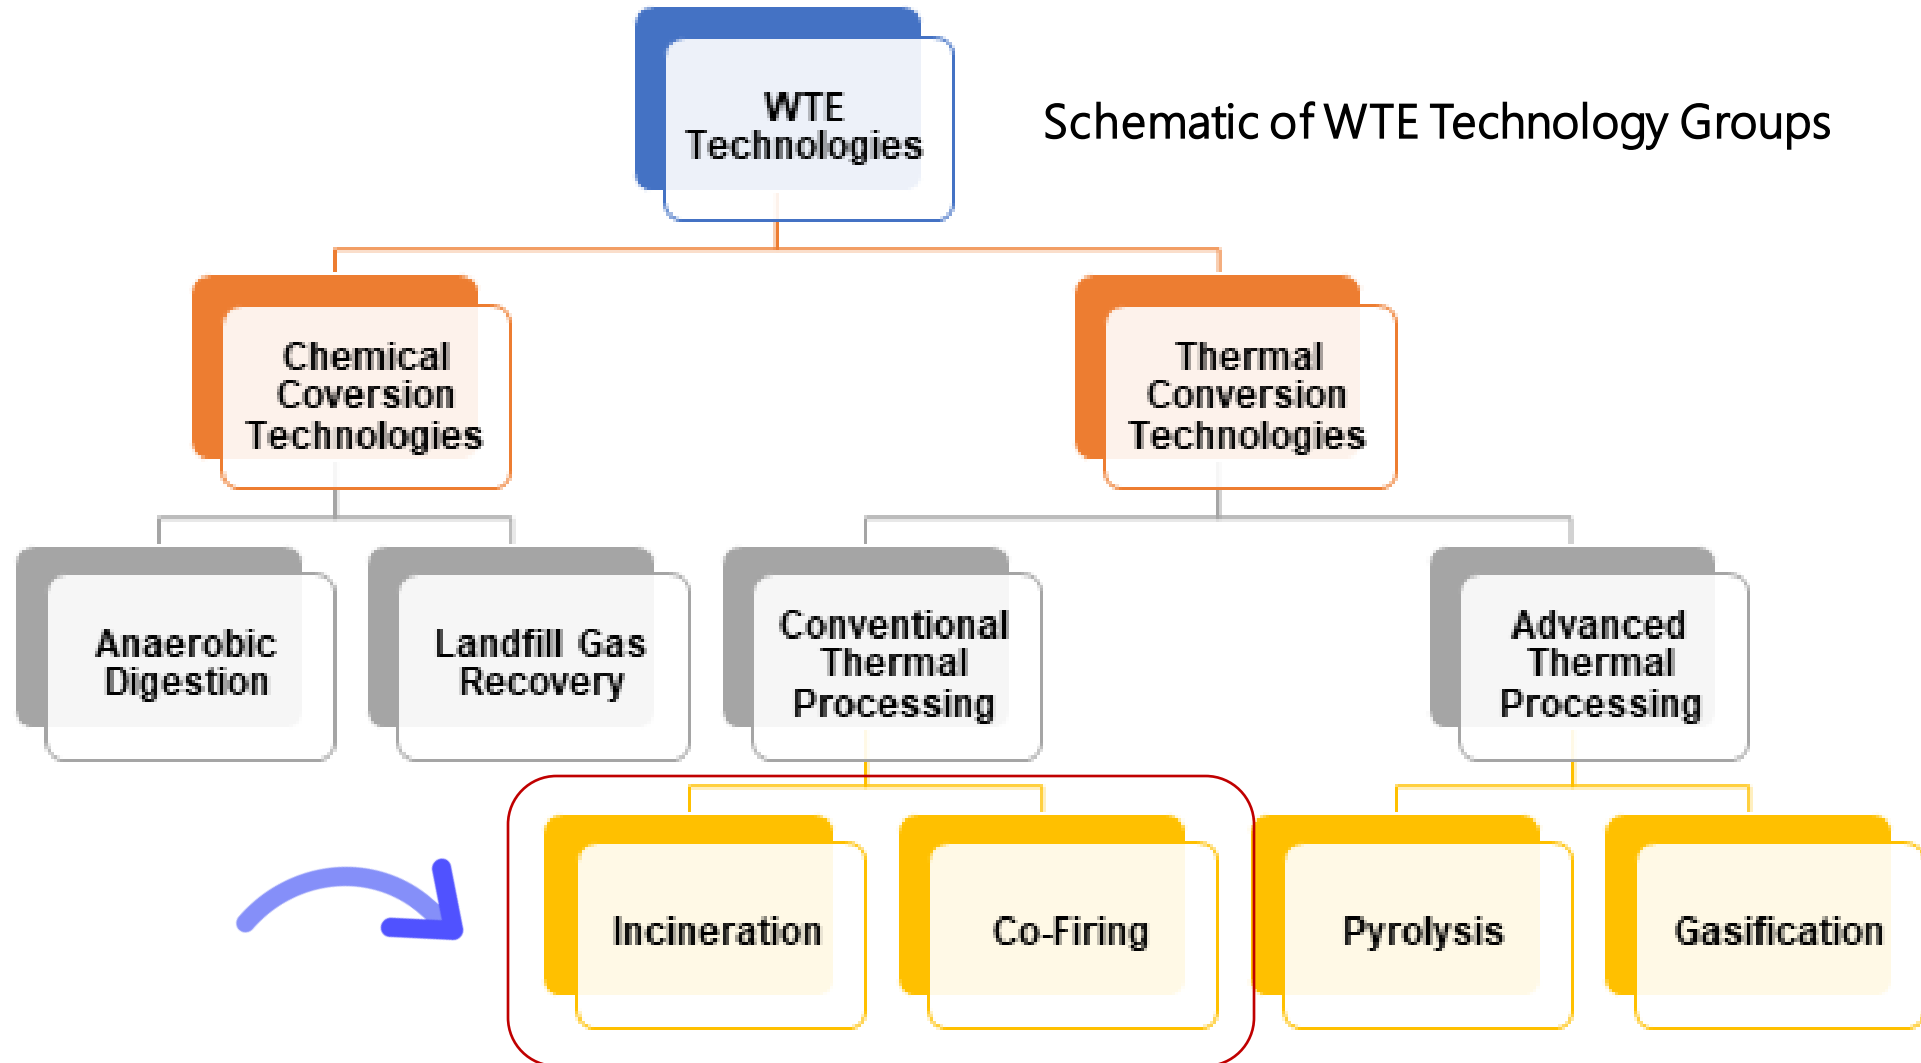 WTE
Technologies
Schematic of WTE Technology Groups
Chemical
Coversion
Technologies
Thermal
Conversion
Technologies
Anaerobic
Digestion
Landfill Gas
Recovery
Conventional
Thermal
Processing
Advanced
Thermal
Processing
Incineration
Co-Firing
Pyrolysis
Gasification